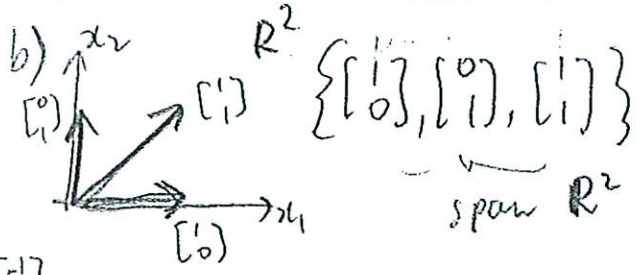 b) x₂
R²
[0 1] [1 1] {[1 0], [0 1], [1 1]}
x₁
span R²
[1 0]